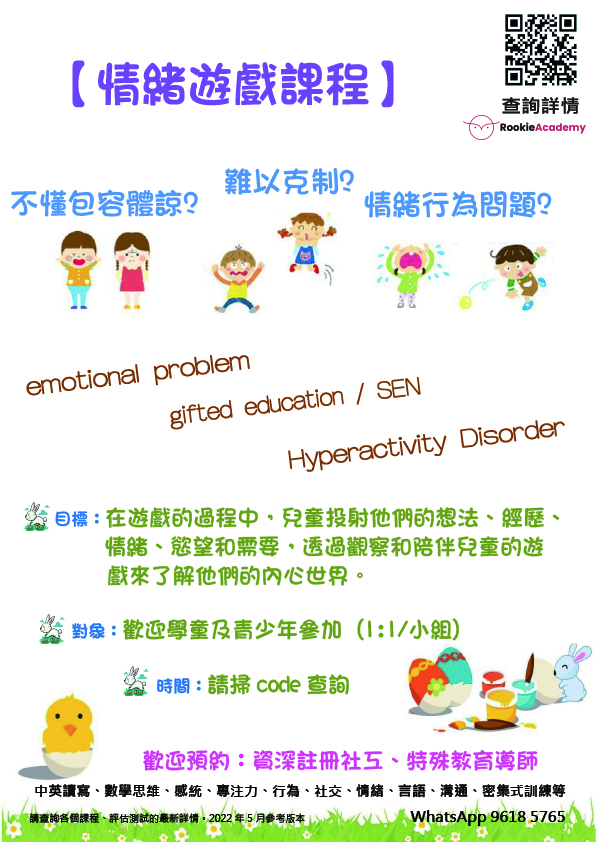 【情緒遊戲課程】
查詢詳情
RookieAcademy
不懂包容體諒?
難以克制?
情緒行為問題?
emotional problem
gifted education / SEN
Hyperactivity Disorder
目標：在遊戲的過程中，兒童投射他們的想法、經歷、
情緒、慾望和需要，透過觀察和陪伴兒童的遊
戲來了解他們的內心世界。
對象：歡迎學童及青少年參加（1:1/小組）
時間：請掃 code 查詢
歡迎預約：資深註冊社工、特殊教育導師
中英讀寫、數學思維、感統、專注力、行為、社交、情緒、言語、溝通、密集式訓練等
請查詢各個課程、評估測試的最新詳情，2022 年 5 月參考版本
WhatsApp 9618 5765